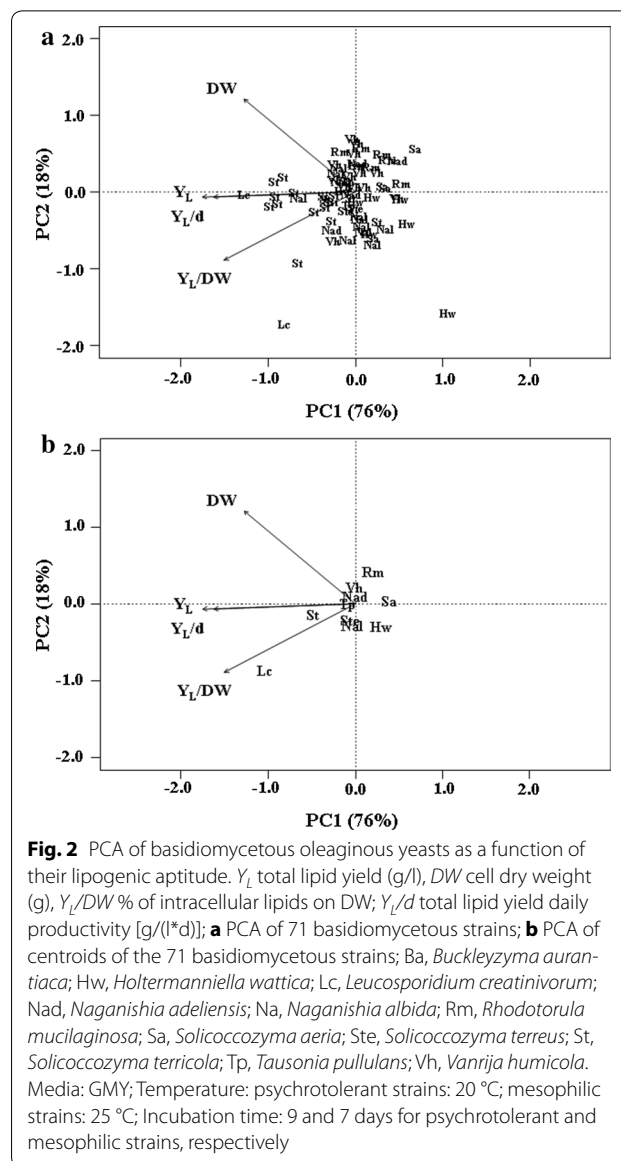 a
2.0
DW
1.0
PC2 (18%)
0.0
Y_L
Y_L/d
-1.0
Y_L/DW
-2.0
Vh
Rm
Sa
Nad
St
Lc
Nal
Hw
Ste
-2.0 -1.0 0.0 1.0 2.0
PC1 (76%)
b
2.0
DW
1.0
PC2 (18%)
Rm
Vh
Nad
0.0
Y_L
Tp
Sa
Y_L/d
St
Ste
Nal
Hw
-1.0
Lc
Y_L/DW
-2.0
-2.0 -1.0 0.0 1.0 2.0
PC1 (76%)
Fig. 2 PCA of basidiomycetous oleaginous yeasts as a function of
their lipogenic aptitude. Y_L total lipid yield (g/l), DW cell dry weight
(g), Y_L/DW % of intracellular lipids on DW; Y_L/d total lipid yield daily
productivity [g/(l*d)]; a PCA of 71 basidiomycetous strains; b PCA of
centroids of the 71 basidiomycetous strains; Ba, Buckleyzyma auran-
tiaca; Hw, Holtermanniella wattica; Lc, Leucosporidium creatinivorum;
Nad, Naganishia adeliensis; Na, Naganishia albida; Rm, Rhodotorula
mucilaginosa; Sa, Solicoccozyma aeria; Ste, Solicoccozyma terreus; St,
Solicoccozyma terricola; Tp, Tausonia pullulans; Vh, Vanrija humicola.
Media: GMY; Temperature: psychrotolerant strains: 20 °C; mesophilic
strains: 25 °C; Incubation time: 9 and 7 days for psychrotolerant and
mesophilic strains, respectively